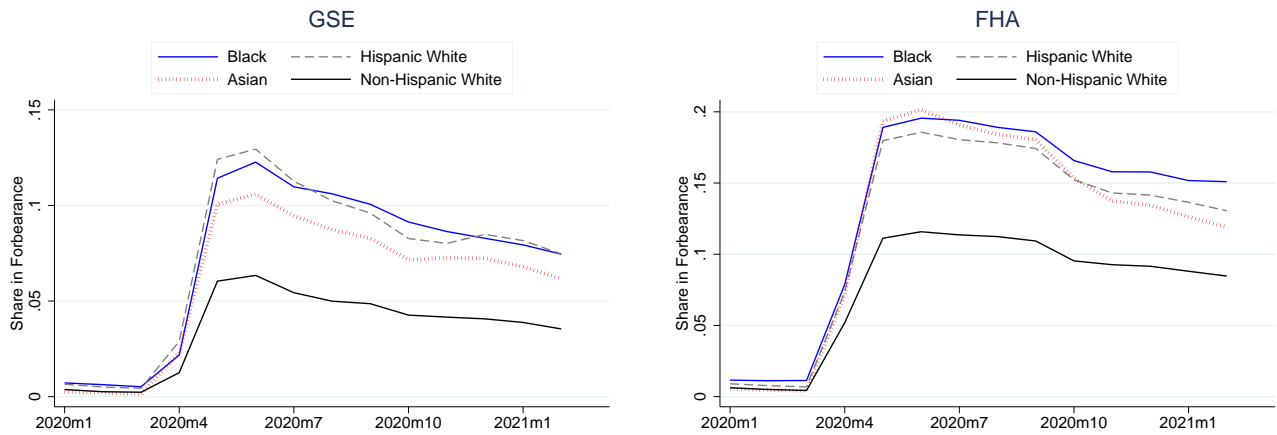 GSE
Black
Hispanic White
Asian
Non-Hispanic White
Share in Forbearance
.15
.1
.05
0
2020m1
2020m4
2020m7
2020m10
2021m1
FHA
Black
Hispanic White
Asian
Non-Hispanic White
Share in Forbearance
.2
.15
.1
.05
0
2020m1
2020m4
2020m7
2020m10
2021m1